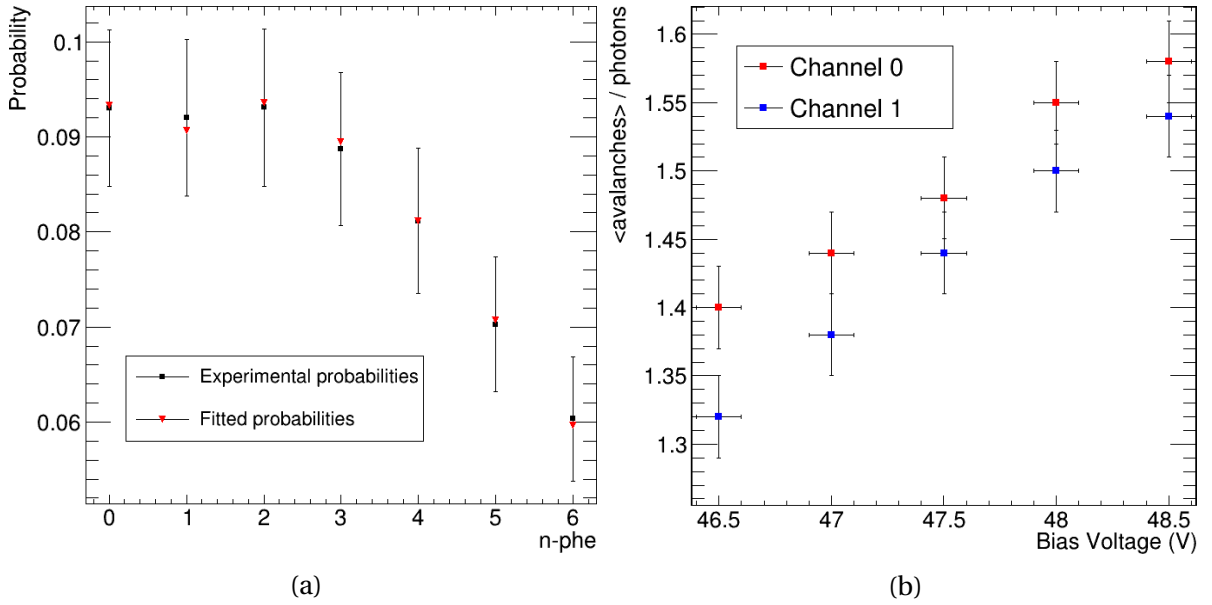 Probability
0.1
0.09
0.08
0.07
0.06
Experimental probabilities
Fitted probabilities
0 1 2 3 4 5 6
n-phe
(a)
<avalanches> / photons
1.6
1.55
1.5
1.45
1.4
1.35
1.3
Channel 0
Channel 1
46.5 47 47.5 48 48.5
Bias Voltage (V)
(b)